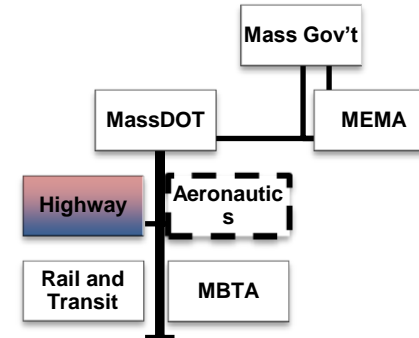 Mass Gov't
MassDOT
MEMA
Highway
Aeronautic
s
Rail and
Transit
MBTA